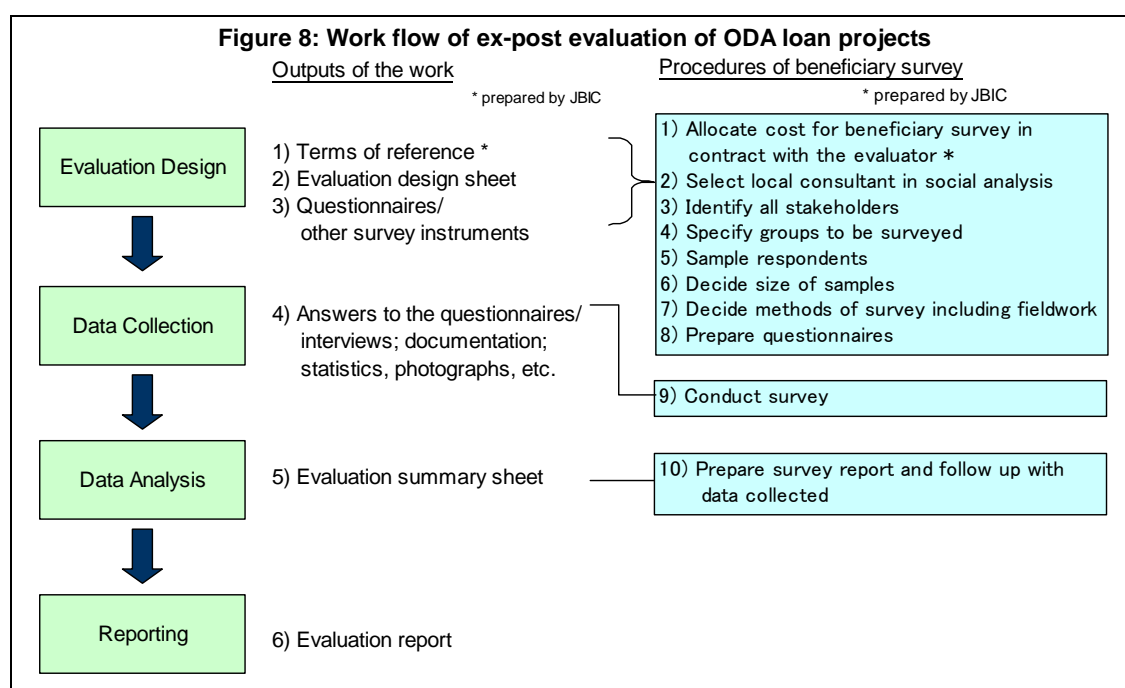 Figure 8: Work flow of ex-post evaluation of ODA loan projects
Outputs of the work
* prepared by JBIC
Procedures of beneficiary survey
* prepared by JBIC
Evaluation Design
1) Terms of reference *
2) Evaluation design sheet
3) Questionnaires/
other survey instruments
1) Allocate cost for beneficiary survey in
contract with the evaluator *
2) Select local consultant in social analysis
3) Identify all stakeholders
4) Specify groups to be surveyed
5) Sample respondents
6) Decide size of samples
7) Decide methods of survey including fieldwork
8) Prepare questionnaires
Data Collection
4) Answers to the questionnaires/
interviews; documentation;
statistics, photographs, etc.
9) Conduct survey
Data Analysis
5) Evaluation summary sheet
10) Prepare survey report and follow up with
data collected
Reporting
6) Evaluation report